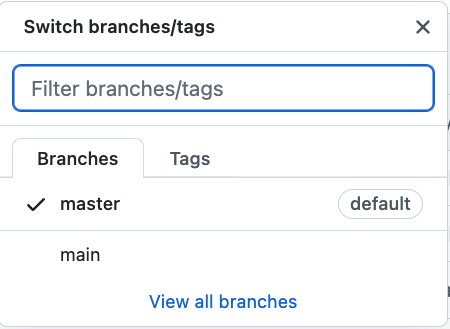 Switch branches/tags
Filter branches/tags
Branches Tags
master default
main
View all branches